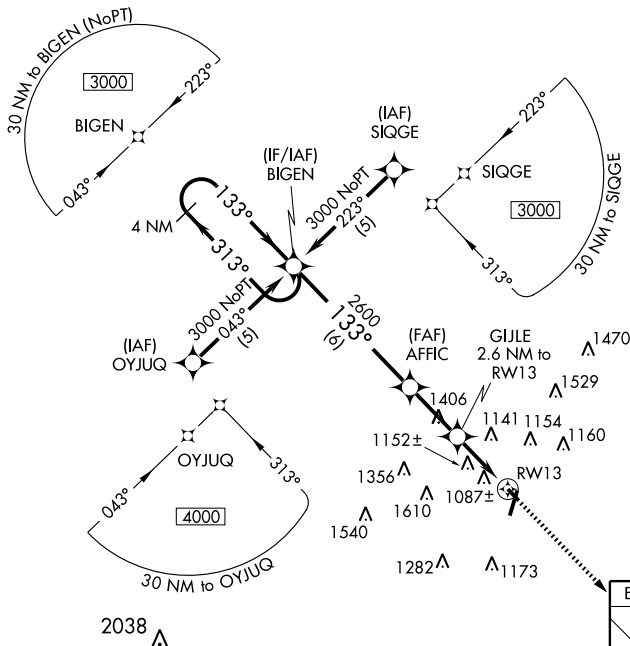 30 NM to BIGEN (NoPT)
3000
223°
BIGEN
043°
(IAF)
SIQGE
223°
(IF/IAF)
BIGEN
SIQGE
3000
30 NM to SIQGE
313°
3000 NoPT
223°
(5)
133°
4 NM
313°
3000 NoPT
043°
(5)
2600
133°
(6)
(IAF)
OYJUQ
(FAF)
AFFIC
GIJLE
2.6 NM to
RW13
1470
1529
1406
1141
1154
1160
1152±
1356
RW13
1087±
1610
1540
1282
1173
OYJUQ
043°
313°
4000
30 NM to OYJUQ
2038
E